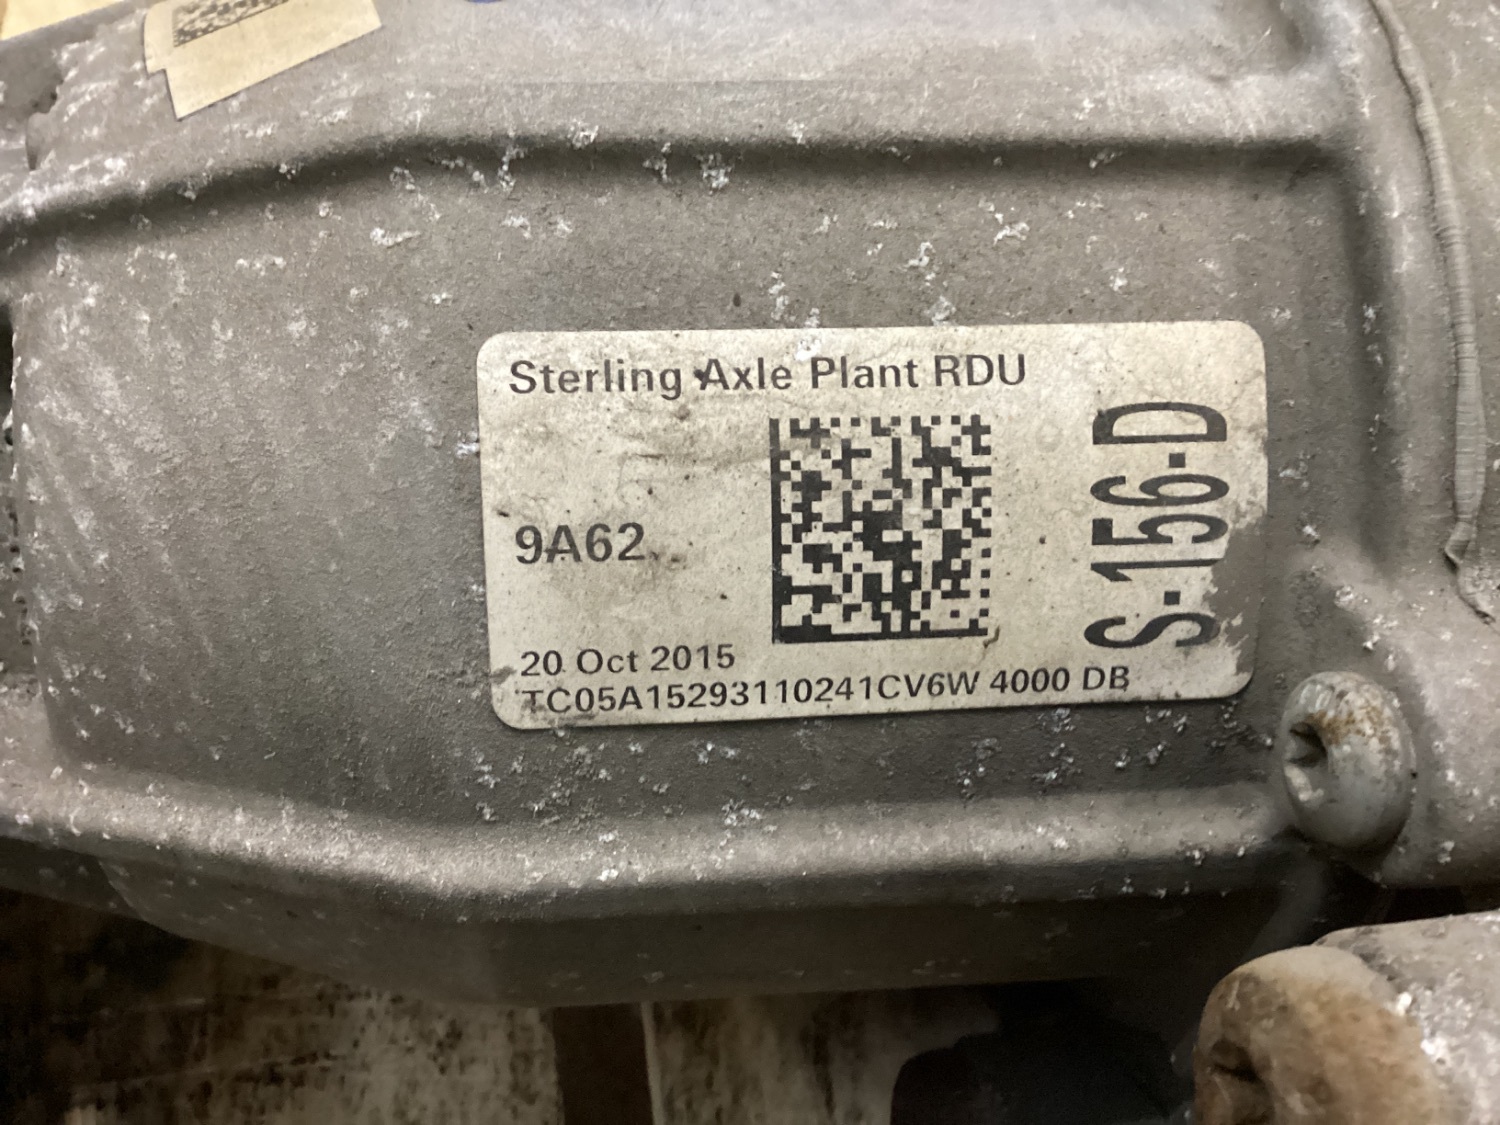 Sterling Axle Plant RDU
9A62
S-156-D
20 Oct 2015
TC05A15293110241CV6W 4000 DB